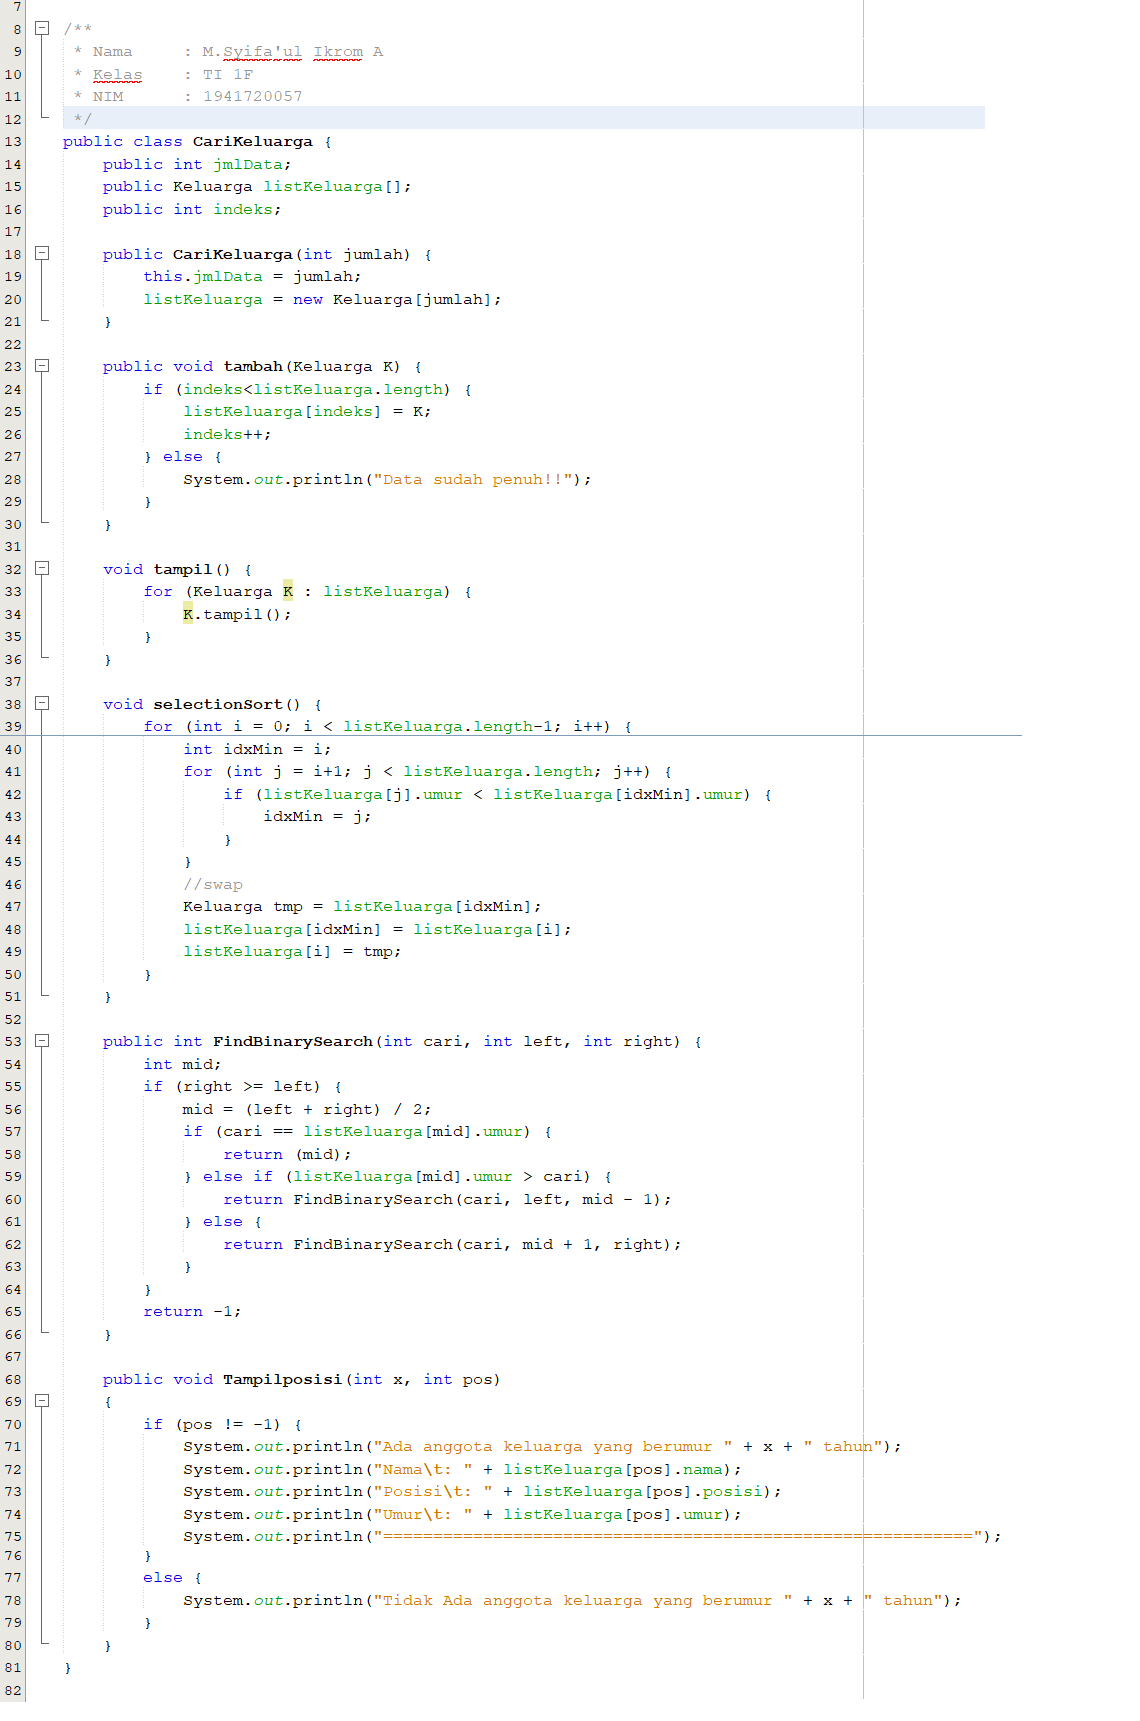 7
8 /**
9  * Nama     : M.Syifa'ul Ikrom A
10  * Kelas    : TI 1F
11  * NIM      : 1941720057
12  */
13 public class CariKeluarga {
14     public int jmlData;
15     public Keluarga listKeluarga[];
16     public int indeks;
17
18     public CariKeluarga(int jumlah) {
19         this.jmlData = jumlah;
20         listKeluarga = new Keluarga[jumlah];
21     }
22
23     public void tambah(Keluarga K) {
24         if (indeks<listKeluarga.length) {
25             listKeluarga[indeks] = K;
26             indeks++;
27         } else {
28             System.out.println("Data sudah penuh!!");
29         }
30     }
31
32     void tampil() {
33         for (Keluarga K : listKeluarga) {
34             K.tampil();
35         }
36     }
37
38     void selectionSort() {
39         for (int i = 0; i < listKeluarga.length-1; i++) {
40             int idxMin = i;
41             for (int j = i+1; j < listKeluarga.length; j++) {
42                 if (listKeluarga[j].umur < listKeluarga[idxMin].umur) {
43                     idxMin = j;
44                 }
45             }
46             //swap
47             Keluarga tmp = listKeluarga[idxMin];
48             listKeluarga[idxMin] = listKeluarga[i];
49             listKeluarga[i] = tmp;
50         }
51     }
52
53     public int FindBinarySearch(int cari, int left, int right) {
54         int mid;
55         if (right >= left) {
56             mid = (left + right) / 2;
57             if (cari == listKeluarga[mid].umur) {
58                 return (mid);
59             } else if (listKeluarga[mid].umur > cari) {
60                 return FindBinarySearch(cari, left, mid - 1);
61             } else {
62                 return FindBinarySearch(cari, mid + 1, right);
63             }
64         }
65         return -1;
66     }
67
68     public void Tampilposisi(int x, int pos)
69     {
70         if (pos != -1) {
71             System.out.println("Ada anggota keluarga yang berumur " + x + " tahun");
72             System.out.println("Nama\t: " + listKeluarga[pos].nama);
73             System.out.println("Posisi\t: " + listKeluarga[pos].posisi);
74             System.out.println("Umur\t: " + listKeluarga[pos].umur);
75             System.out.println("===========================================================");
76         }
77         else {
78             System.out.println("Tidak Ada anggota keluarga yang berumur " + x + " tahun");
79         }
80     }
81 }
82